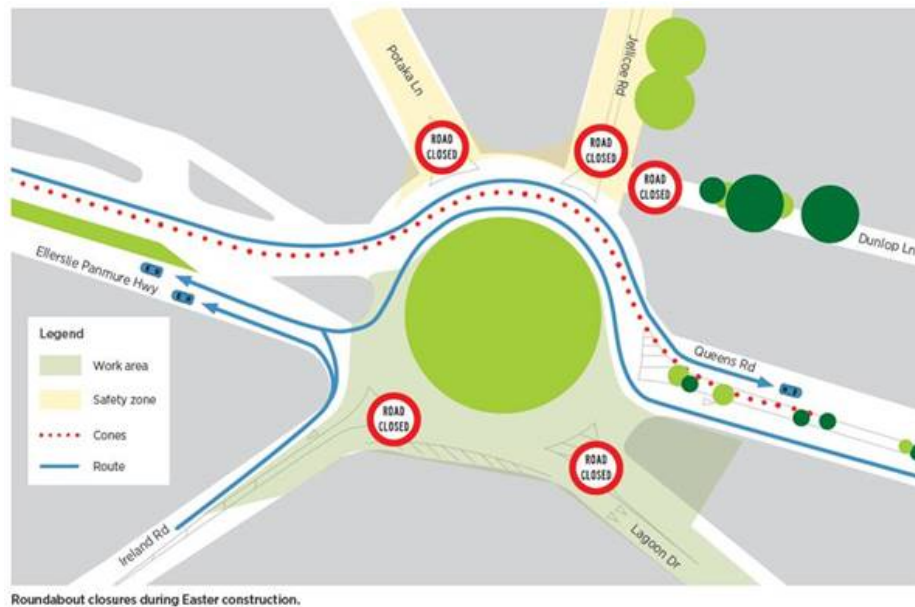 Potaka Ln
Jellicoe Rd
ROAD
CLOSED
ROAD
CLOSED
ROAD
CLOSED
Dunlop Ln
Ellerslie Panmure Hwy
Queens Rd
Legend
Work area
Safety zone
Cones
Route
ROAD
CLOSED
ROAD
CLOSED
Ireland Rd
Lagoon Dr
Roundabout closures during Easter construction.